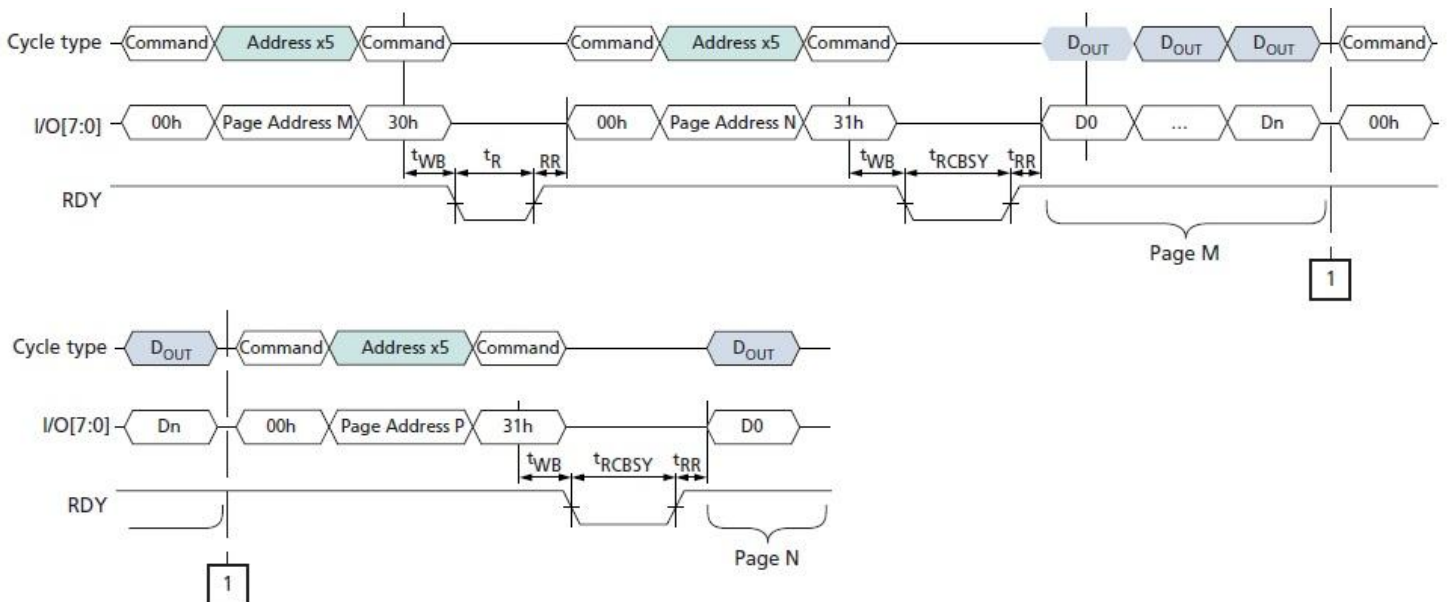 Cycle type Command Address x5 Command Command Address x5 Command DOUT DOUT DOUT Command
I/O[7:0] 00h Page Address M 30h 00h Page Address N 31h D0 ... Dn 00h
tWB tR RR tWB tRCBSY tRR
RDY
Page M
1
Cycle type DOUT Command Address x5 Command DOUT
I/O[7:0] Dn 00h Page Address P 31h D0
tWB tRCBSY tRR
RDY
Page N
1